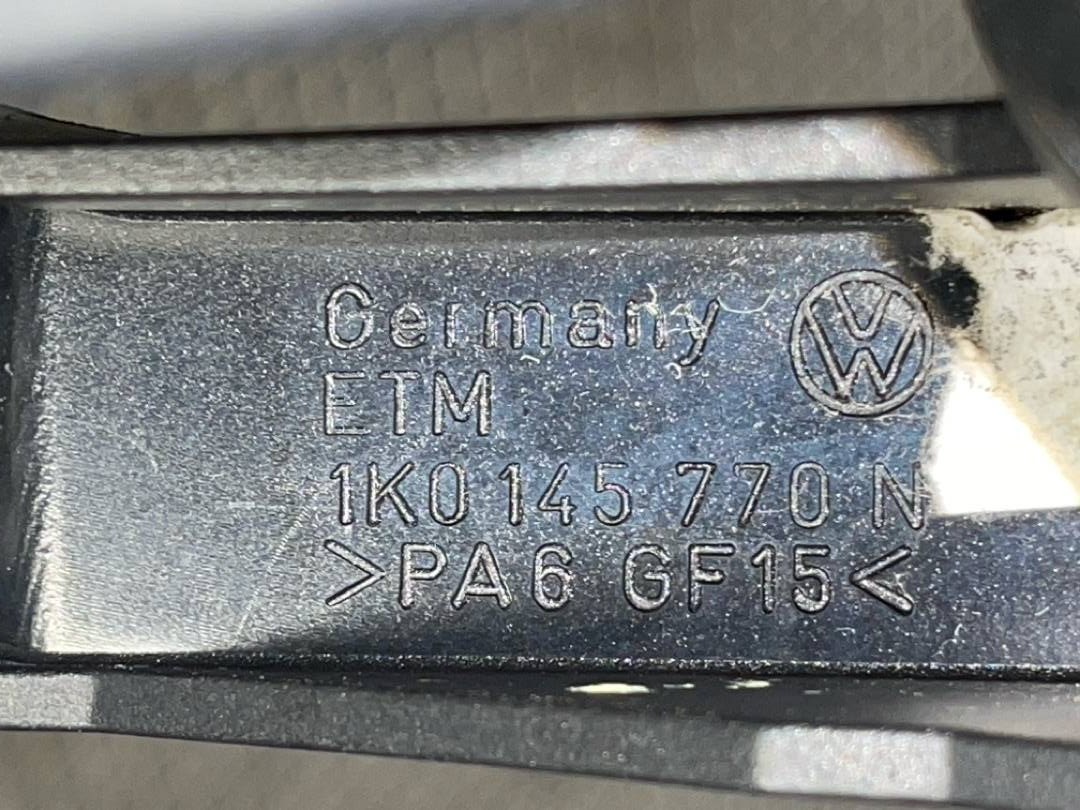 Germany
ETM
1K0 145 770 N
>PA6 GF15<